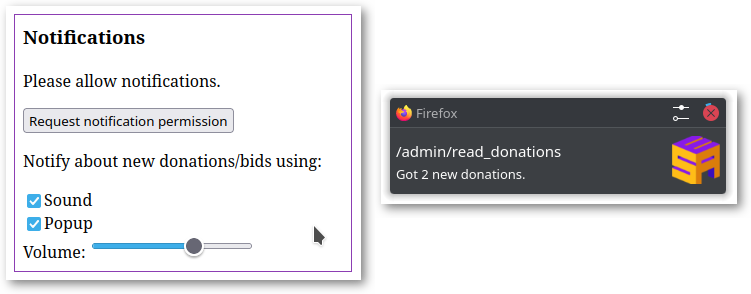 Notifications
Please allow notifications.
Request notification permission
Notify about new donations/bids using:
Sound
Popup
Volume:
Firefox
/admin/read_donations
Got 2 new donations.